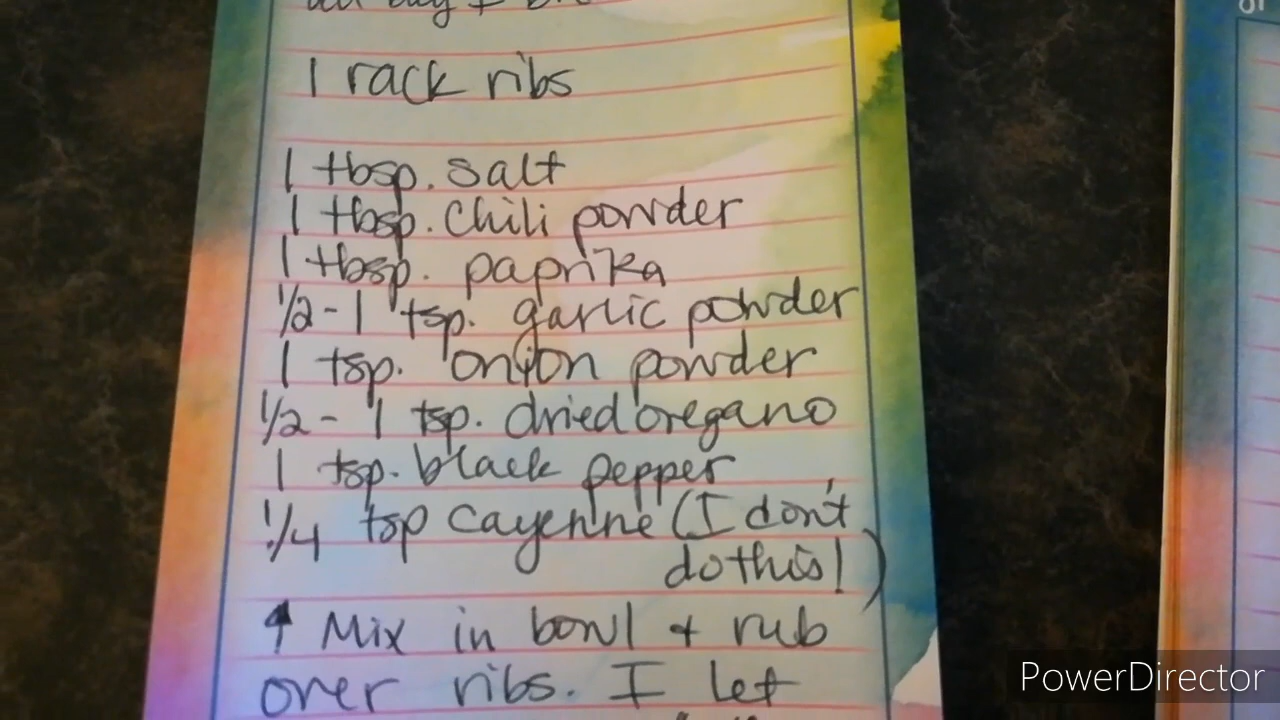 1 rack ribs
1 tbsp. salt
1 tbsp. chili powder
1 tbsp. paprika
1/2 - 1 tsp. garlic powder
1 tsp. onion powder
1/2 - 1 tsp. dried oregano
1 tsp. black pepper
1/4 tsp cayenne (I don't
do this!)
Mix in bowl + rub
over ribs. I let
PowerDirector